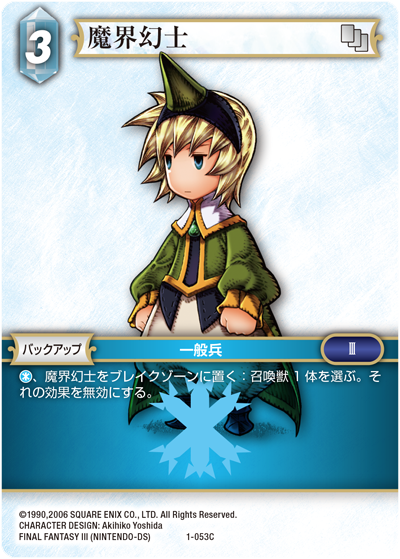 3
魔界幻士
バックアップ
一般兵
Ⅲ
氷、魔界幻士をブレイクゾーンに置く：召喚獣 1 体を選ぶ。そ
れの効果を無効にする。
©1990,2006 SQUARE ENIX CO., LTD. All Rights Reserved.
CHARACTER DESIGN: Akihiko Yoshida
FINAL FANTASY III (NINTENDO-DS) 1-053C